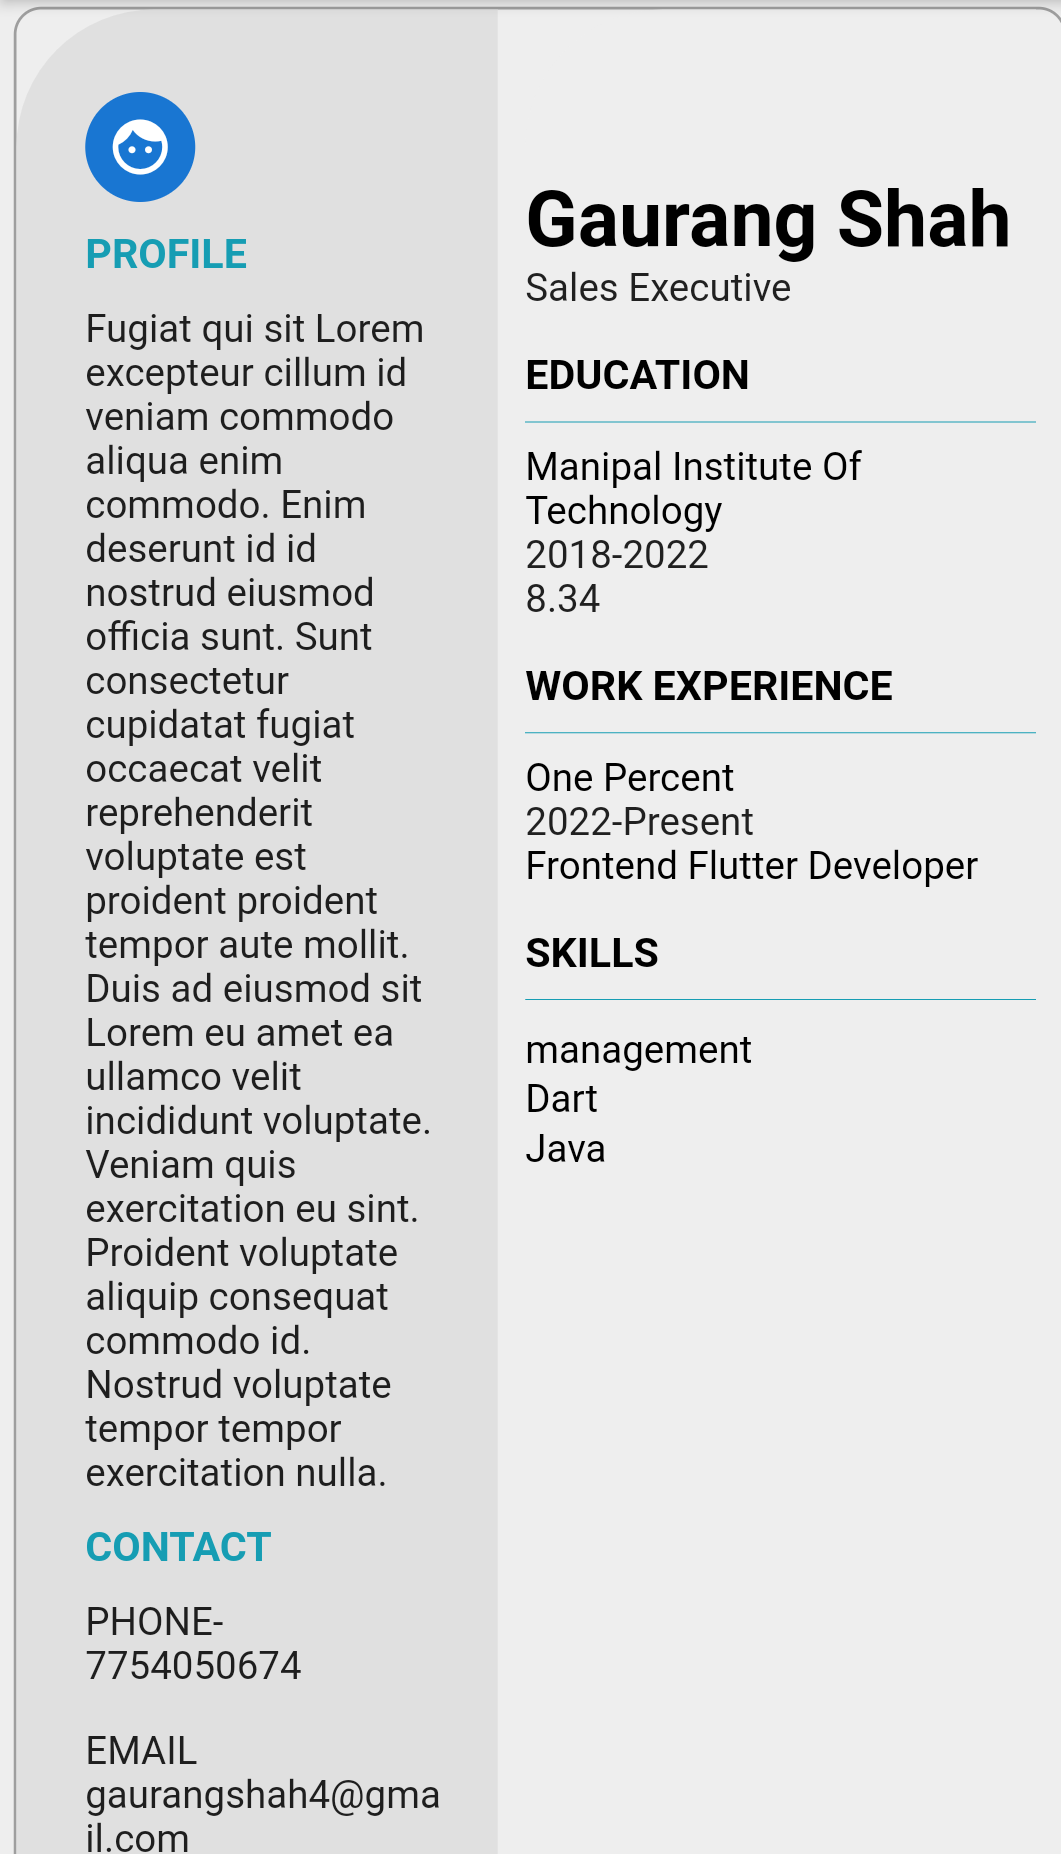 PROFILE
Fugiat qui sit Lorem
excepteur cillum id
veniam commodo
aliqua enim
commodo. Enim
deserunt id id
nostrud eiusmod
officia sunt. Sunt
consectetur
cupidatat fugiat
occaecat velit
reprehenderit
voluptate est
proident proident
tempor aute mollit.
Duis ad eiusmod sit
Lorem eu amet ea
ullamco velit
incididunt voluptate.
Veniam quis
exercitation eu sint.
Proident voluptate
aliquip consequat
commodo id.
Nostrud voluptate
tempor tempor
exercitation nulla.
CONTACT
PHONE-
7754050674
EMAIL
gaurangshah4@gma
il.com
Gaurang Shah
Sales Executive
EDUCATION
Manipal Institute Of
Technology
2018-2022
8.34
WORK EXPERIENCE
One Percent
2022-Present
Frontend Flutter Developer
SKILLS
management
Dart
Java